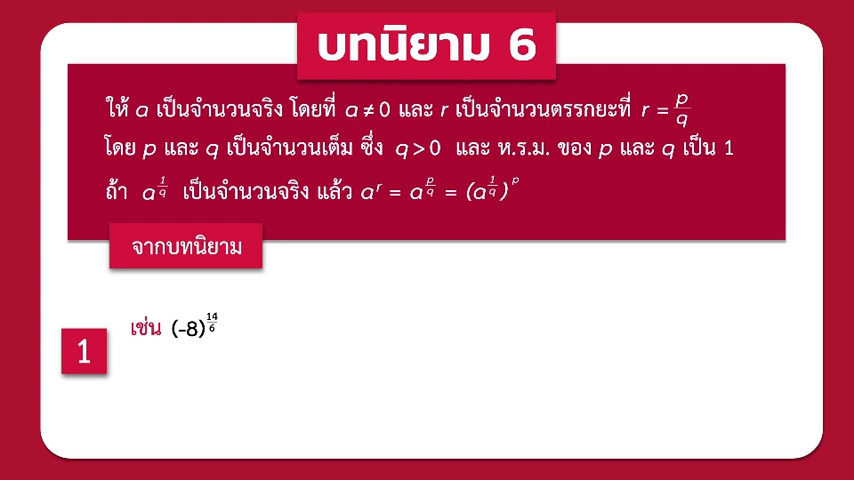 บทนิยาม 6
ให้ a เป็นจำนวนจริง โดยที่ a ≠ 0 และ r เป็นจำนวนตรรกยะที่ r = p/q
โดย p และ q เป็นจำนวนเต็ม ซึ่ง q > 0 และ ห.ร.ม. ของ p และ q เป็น 1
ถ้า a^(1/q) เป็นจำนวนจริง แล้ว a^r = a^(p/q) = (a^(1/q))^p
จากบทนิยาม
1 เช่น (-8)^(14/6)